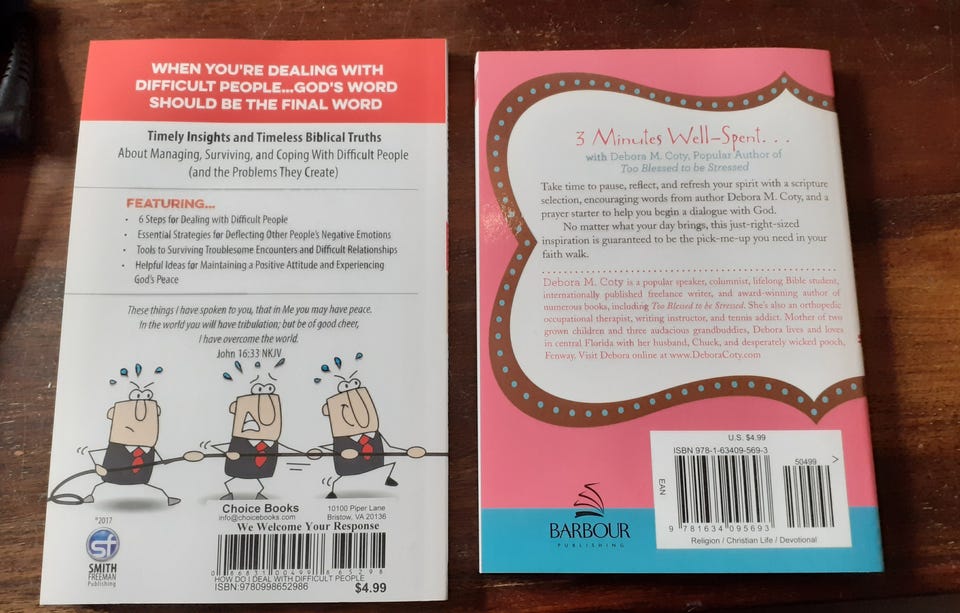 WHEN YOU'RE DEALING WITH
DIFFICULT PEOPLE...GOD'S WORD
SHOULD BE THE FINAL WORD
Timely Insights and Timeless Biblical Truths
About Managing, Surviving, and Coping With Difficult People
(and the Problems They Create)
FEATURING...
• 6 Steps for Dealing with Difficult People
• Essential Strategies for Deflecting Other People's Negative Emotions
• Tools to Surviving Troublesome Encounters and Difficult Relationships
• Helpful Ideas for Maintaining a Positive Attitude and Experiencing
God's Peace
These things I have spoken to you, that in Me you may have peace.
In the world you will have tribulation; but be of good cheer,
I have overcome the world.
John 16:33 NKJV
©2017
sf
SMITH
FREEMAN
Publishing
Choice Books
info@choicebooks.com
10100 Piper Lane
Bristow, VA 20136
We Welcome Your Response
HOW DO I DEAL WITH DIFFICULT PEOPLE
ISBN:9780998652986
$4.99
3 Minutes Well-Spent...
with Debora M. Coty, Popular Author of
Too Blessed to be Stressed
Take time to pause, reflect, and refresh your spirit with a scripture
selection, encouraging words from author Debora M. Coty, and a
prayer starter to help you begin a dialogue with God.
No matter what your day brings, this just-right-sized
inspiration is guaranteed to be the pick-me-up you need in your
faith walk.
Debora M. Coty is a popular speaker, columnist, lifelong Bible student,
internationally published freelance writer, and award-winning author of
numerous books, including Too Blessed to be Stressed. She's also an orthopedic
occupational therapist, writing instructor, and tennis addict. Mother of two
grown children and three audacious grandbuddies, Debora lives and loves
in central Florida with her husband, Chuck, and desperately wicked pooch,
Fenway. Visit Debora online at www.DeboraCoty.com
BARBOUR
PUBLISHING
U.S. $4.99
ISBN 978-1-63409-569-3
50499
EAN
9 781634 095693
Religion / Christian Life / Devotional